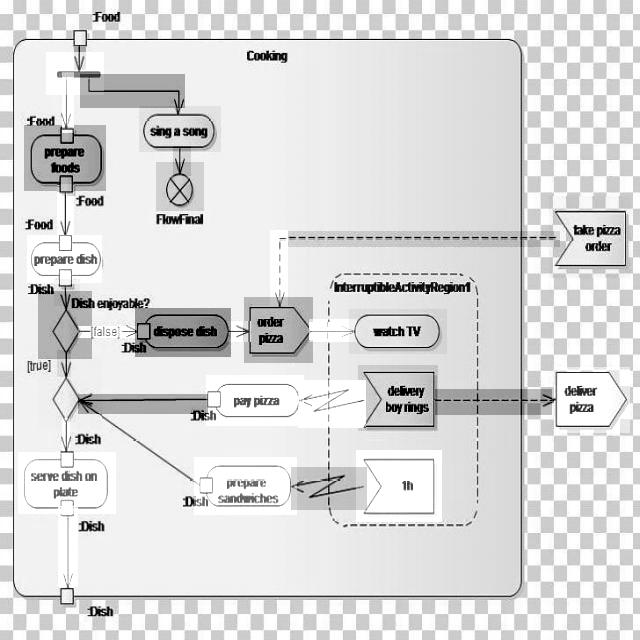 :Food
Cooking
:Food
sing a song
prepare
foods
:Food
FlowFinal
:Food
take pizza
order
prepare dish
:Dish
InterruptibleActivityRegion1
Dish enjoyable?
[false]
dispose dish
order
pizza
watch TV
:Dish
[true]
delivery
boy rings
deliver
pizza
pay pizza
:Dish
:Dish
serve dish on
plate
prepare
sandwiches
1h
:Dish
:Dish
:Dish